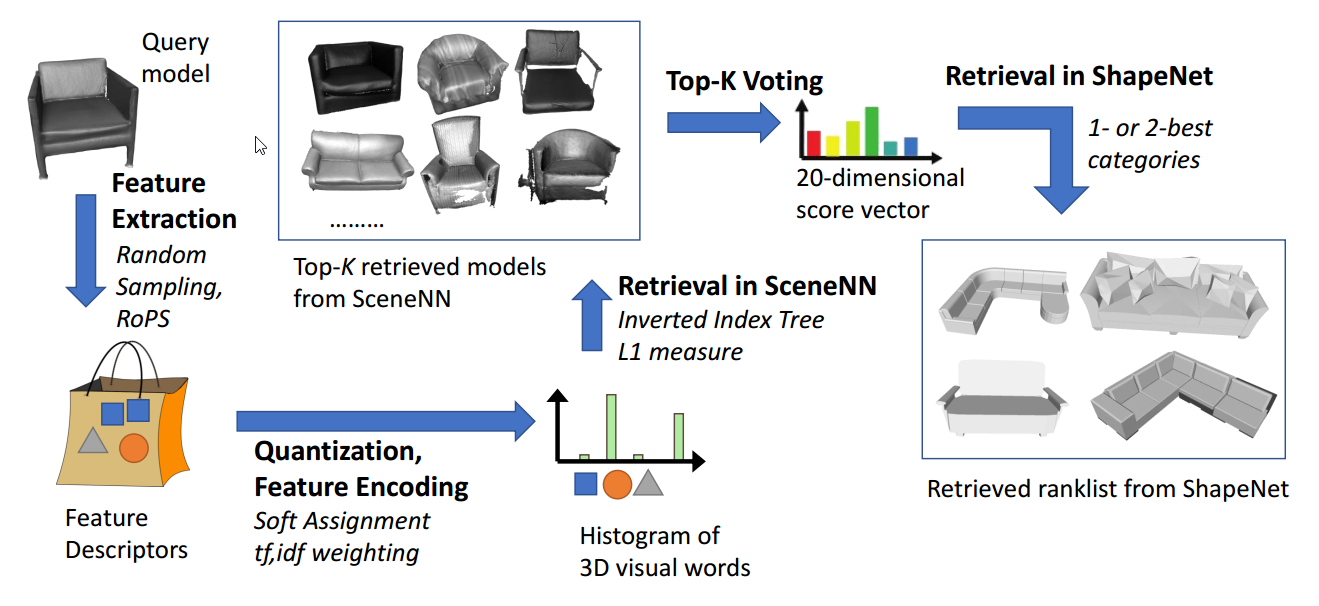 Query
model
Feature
Extraction
Random
Sampling,
RoPS
Feature
Descriptors
Quantization,
Feature Encoding
Soft Assignment
tf,idf weighting
Histogram of
3D visual words
Retrieval in SceneNN
Inverted Index Tree
L1 measure
.........
Top-K retrieved models
from SceneNN
Top-K Voting
20-dimensional
score vector
Retrieval in ShapeNet
1- or 2-best
categories
Retrieved ranklist from ShapeNet